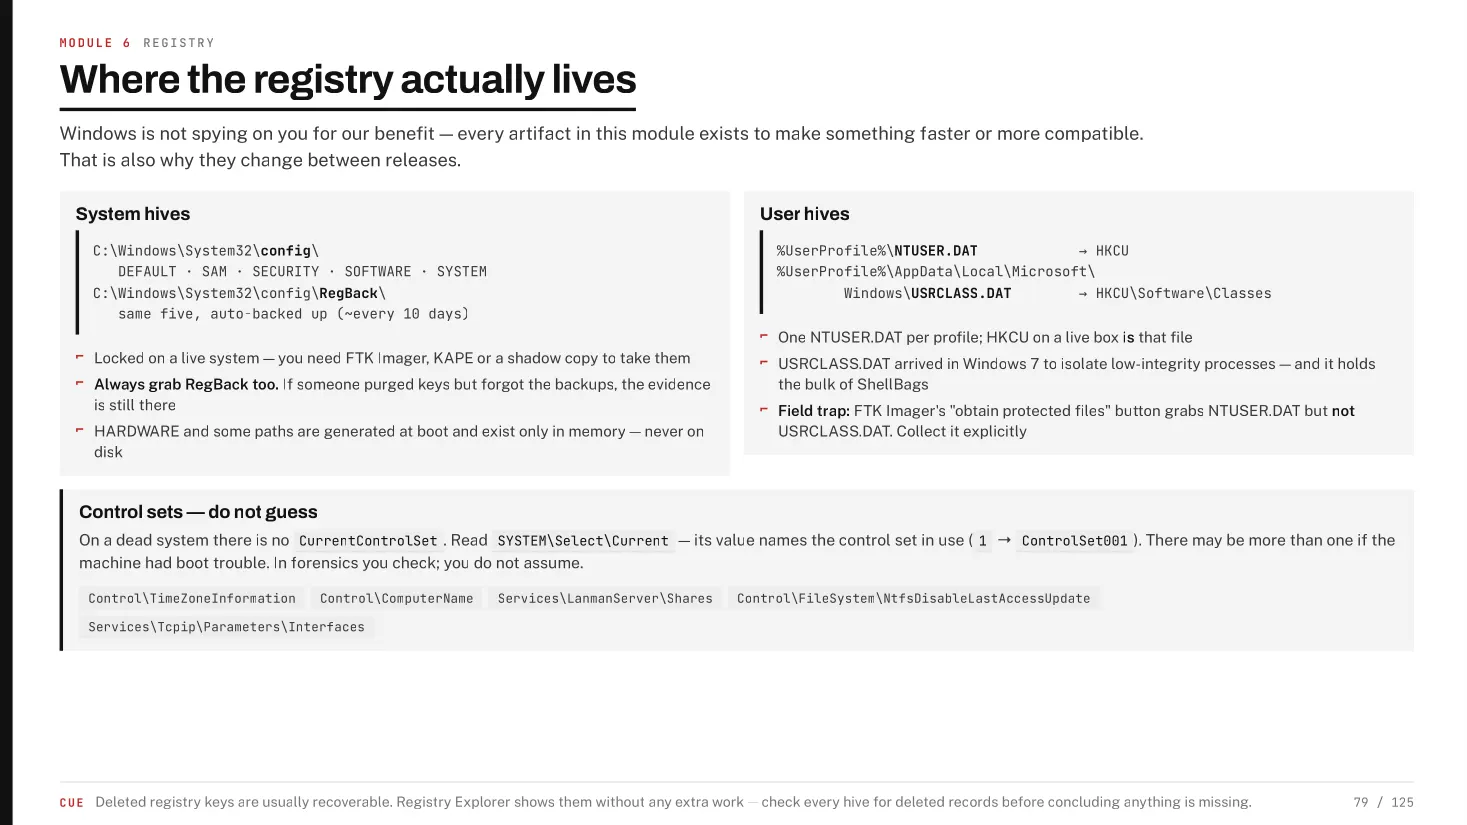 MODULE 6 REGISTRY
Where the registry actually lives
Windows is not spying on you for our benefit — every artifact in this module exists to make something faster or more compatible.
That is also why they change between releases.
System hives
C:\Windows\System32\config\
DEFAULT · SAM · SECURITY · SOFTWARE · SYSTEM
C:\Windows\System32\config\RegBack\
same five, auto-backed up (~every 10 days)
Locked on a live system — you need FTK Imager, KAPE or a shadow copy to take them
Always grab RegBack too. If someone purged keys but forgot the backups, the evidence
is still there
HARDWARE and some paths are generated at boot and exist only in memory — never on
disk
User hives
%UserProfile%\NTUSER.DAT → HKCU
%UserProfile%\AppData\Local\Microsoft\
Windows\USRCLASS.DAT → HKCU\Software\Classes
One NTUSER.DAT per profile; HKCU on a live box is that file
USRCLASS.DAT arrived in Windows 7 to isolate low-integrity processes — and it holds
the bulk of ShellBags
Field trap: FTK Imager's "obtain protected files" button grabs NTUSER.DAT but not
USRCLASS.DAT. Collect it explicitly
Control sets — do not guess
On a dead system there is no CurrentControlSet. Read SYSTEM\Select\Current — its value names the control set in use ( 1 → ControlSet001 ). There may be more than one if the
machine had boot trouble. In forensics you check; you do not assume.
Control\TimeZoneInformation Control\ComputerName Services\LanmanServer\Shares Control\FileSystem\NtfsDisableLastAccessUpdate
Services\Tcpip\Parameters\Interfaces
CUE Deleted registry keys are usually recoverable. Registry Explorer shows them without any extra work — check every hive for deleted records before concluding anything is missing.
79 / 125